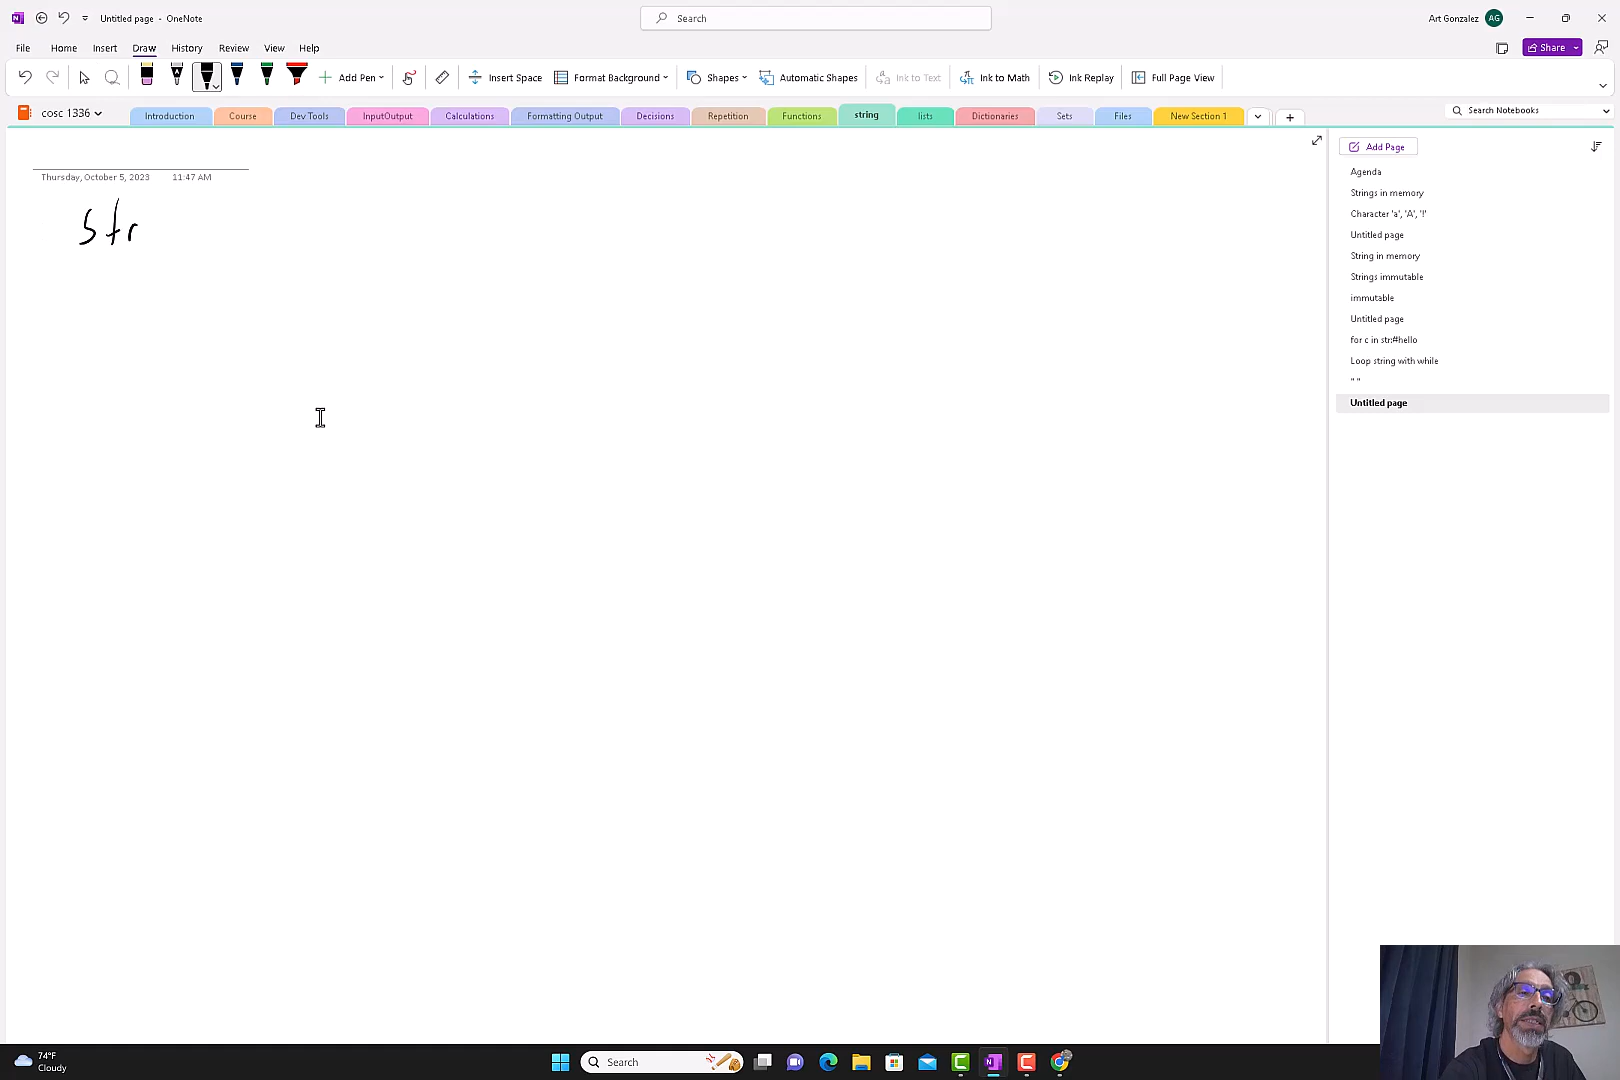 Untitled page - OneNote
Search
Art Gonzalez AG
File Home Insert Draw History Review View Help
Share
Add Pen
Insert Space
Format Background
Shapes
Automatic Shapes
Ink to Text
Ink to Math
Ink Replay
Full Page View
cosc 1336
Introduction Course Dev Tools InputOutput Calculations Formatting Output Decisions Repetition Functions string lists Dictionaries Sets Files New Section 1
Search Notebooks
Thursday, October 5, 2023 11:47 AM
str
Add Page
Agenda
Strings in memory
Character 'a', 'A', '!'
Untitled page
String in memory
Strings immutable
immutable
Untitled page
for c in str:#hello
Loop string with while
" "
Untitled page
74°F
Cloudy
Search